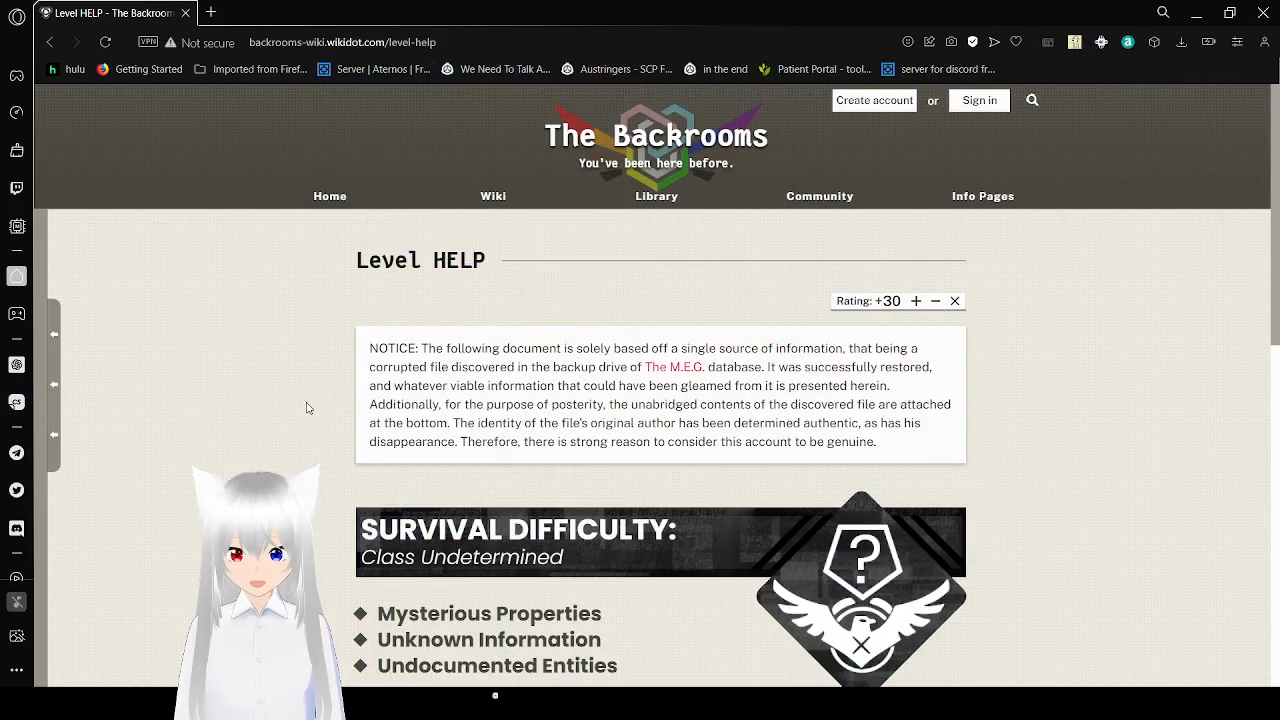 Level HELP - The Backroom
VPN
Not secure
backrooms-wiki.wikidot.com/level-help
hulu
Getting Started
Imported from Firef...
Server | Aternos | Fr...
We Need To Talk A...
Austringers - SCP F...
in the end
Patient Portal - tool...
server for discord fr...
Create account
or
Sign in
The Backrooms
You've been here before.
Home
Wiki
Library
Community
Info Pages
Level HELP
Rating: +30 + − ×
NOTICE: The following document is solely based off a single source of information, that being a
corrupted file discovered in the backup drive of The M.E.G. database. It was successfully restored,
and whatever viable information that could have been gleamed from it is presented herein.
Additionally, for the purpose of posterity, the unabridged contents of the discovered file are attached
at the bottom. The identity of the file's original author has been determined authentic, as has his
disappearance. Therefore, there is strong reason to consider this account to be genuine.
SURVIVAL DIFFICULTY:
Class Undetermined
?
Mysterious Properties
Unknown Information
Undocumented Entities